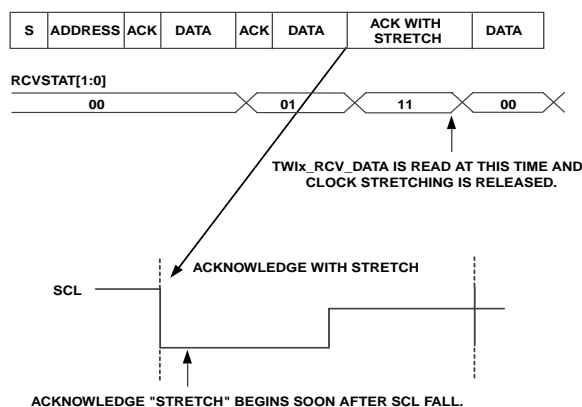 S ADDRESS ACK DATA ACK DATA ACK WITH STRETCH DATA
RCVSTAT[1:0]
00 01 11 00
TWIx_RCV_DATA IS READ AT THIS TIME AND
CLOCK STRETCHING IS RELEASED.
ACKNOWLEDGE WITH STRETCH
SCL
ACKNOWLEDGE "STRETCH" BEGINS SOON AFTER SCL FALL.